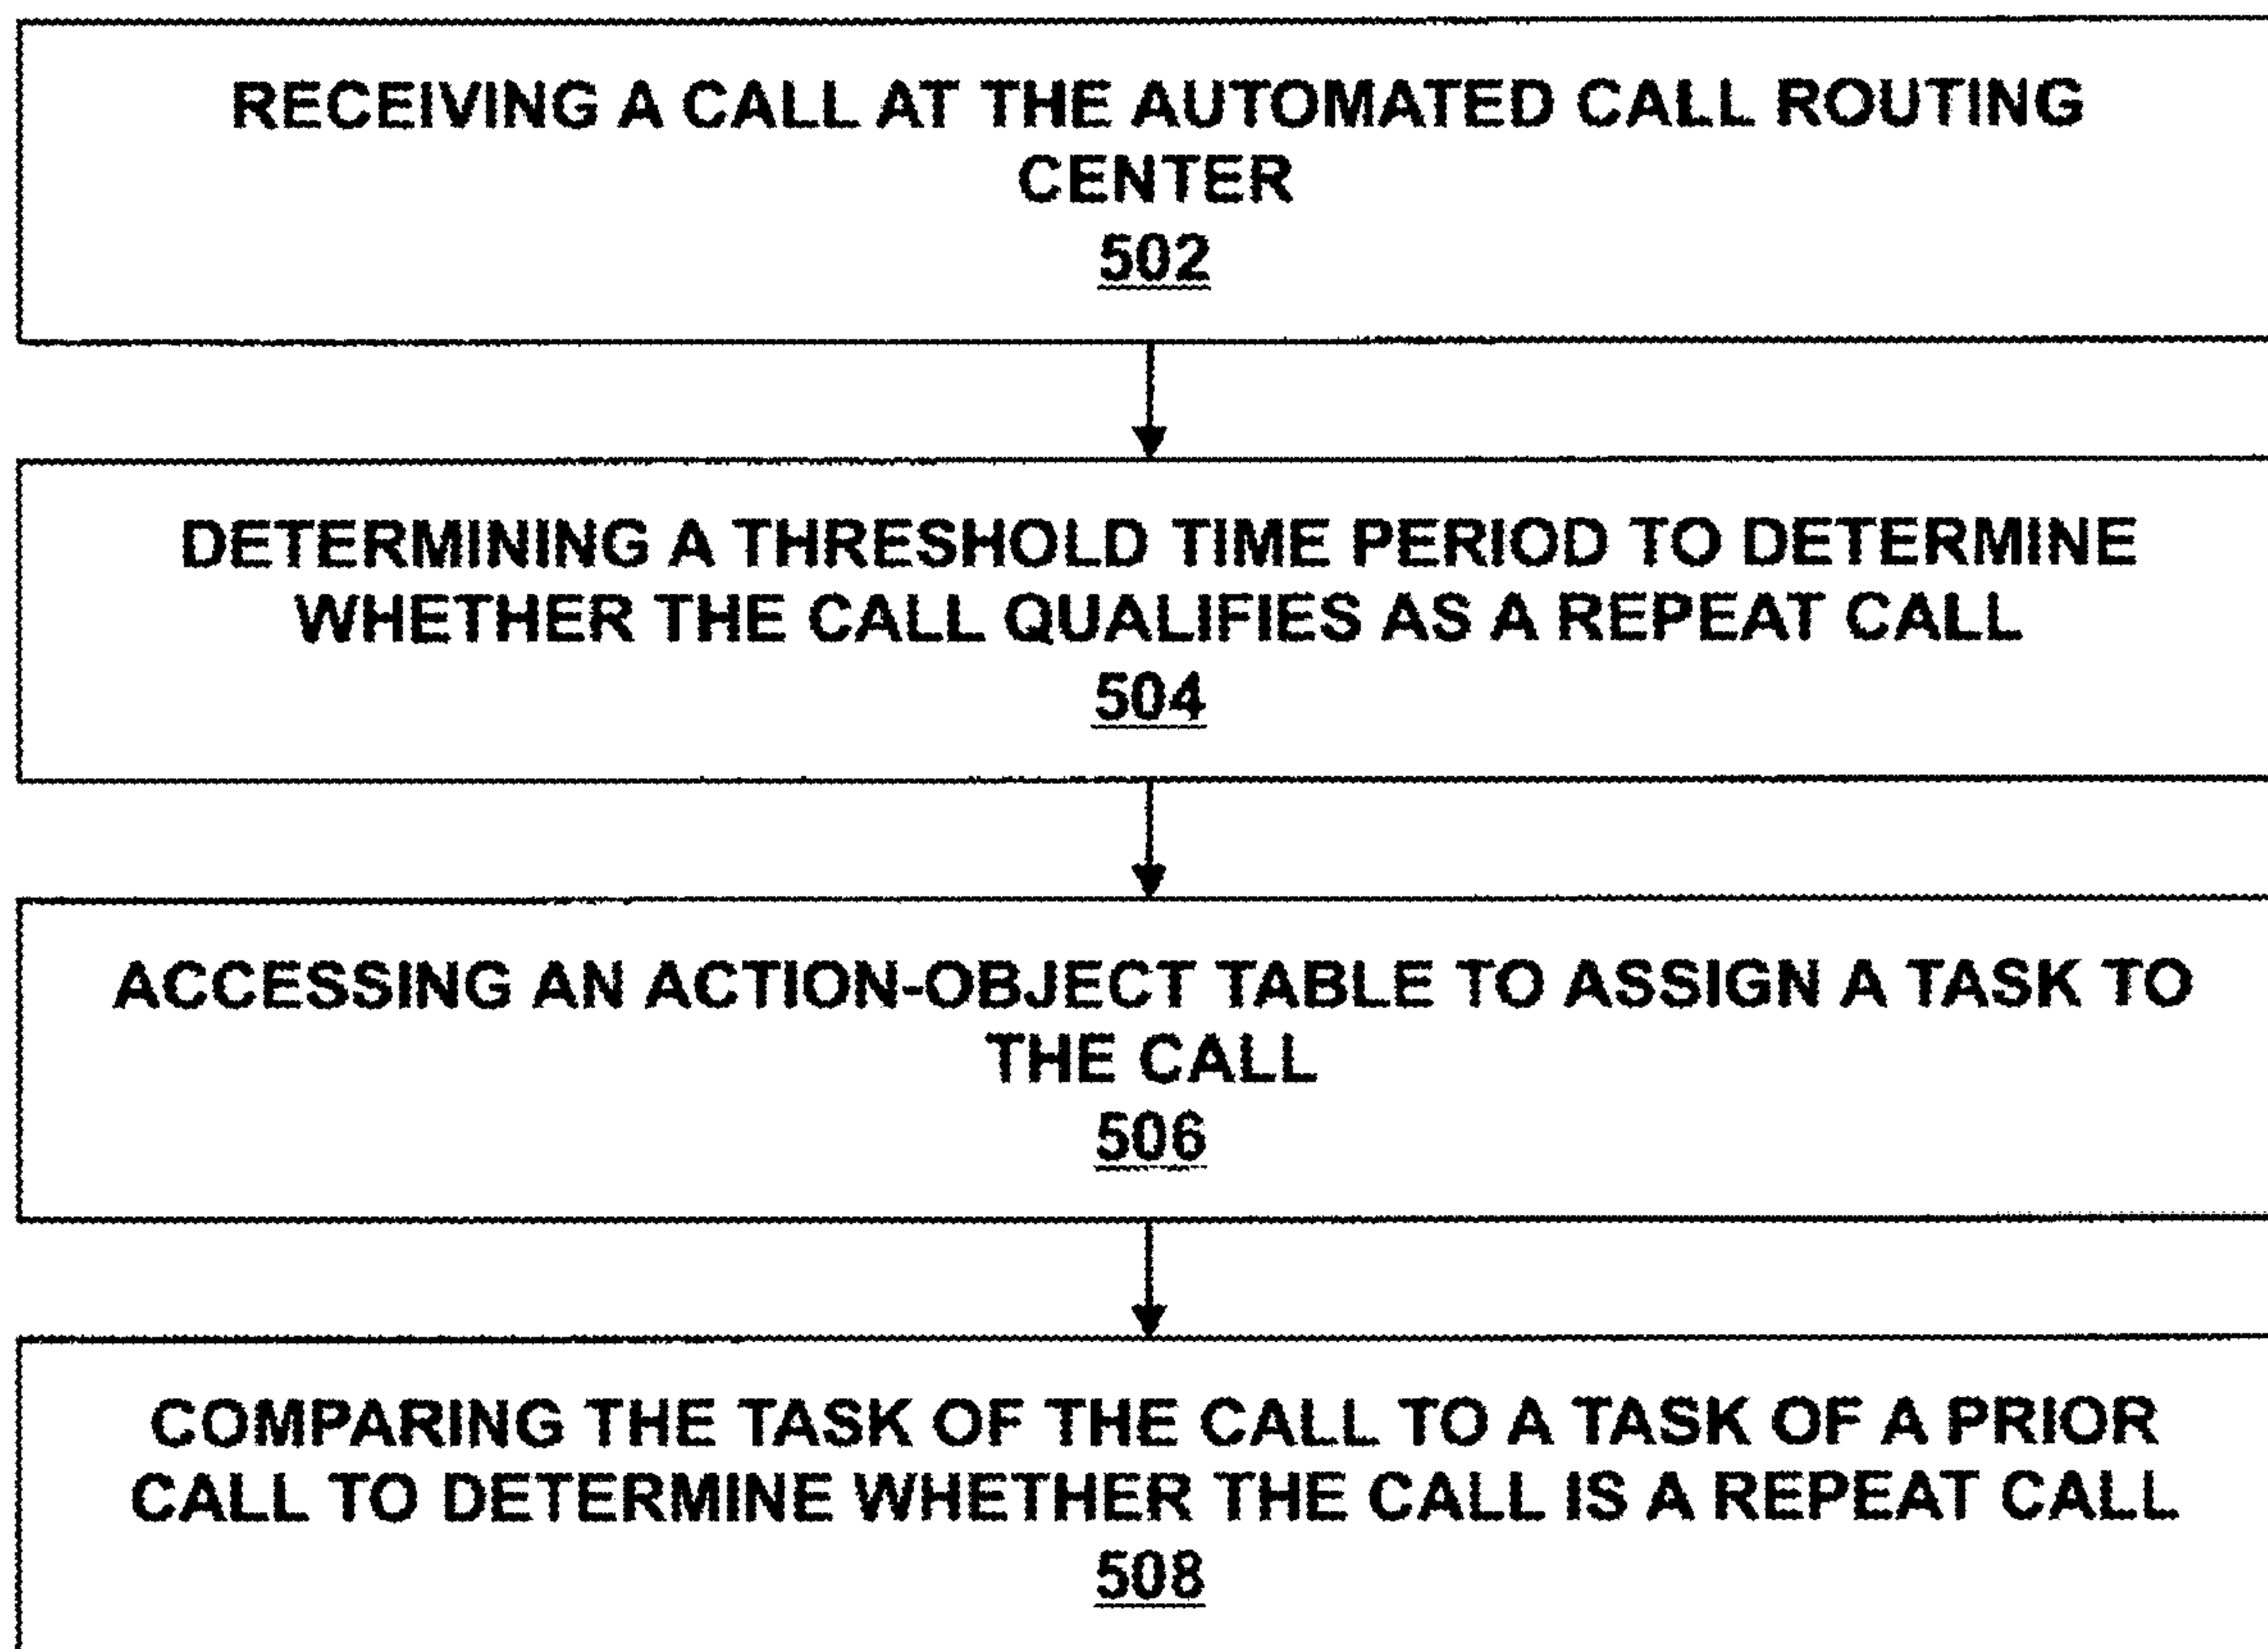 RECEIVING A CALL AT THE AUTOMATED CALL ROUTING
CENTER
502
DETERMINING A THRESHOLD TIME PERIOD TO DETERMINE
WHETHER THE CALL QUALIFIES AS A REPEAT CALL
504
ACCESSING AN ACTION-OBJECT TABLE TO ASSIGN A TASK TO
THE CALL
506
COMPARING THE TASK OF THE CALL TO A TASK OF A PRIOR
CALL TO DETERMINE WHETHER THE CALL IS A REPEAT CALL
508